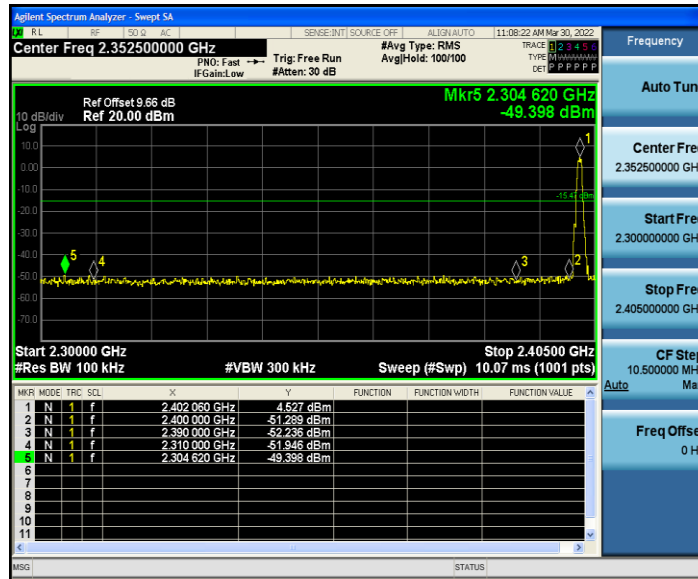 Agilent Spectrum Analyzer - Swept SA
RL RF 50 Ω AC SENSE:INT SOURCE OFF ALIGN AUTO 11:08:22 AM Mar 30, 2022
Center Freq 2.352500000 GHz
#Avg Type: RMS
TRACE 1 2 3 4 5 6
PNO: Fast Trig: Free Run Avg|Hold: 100/100 TYPE M WWWWW
IFGain:Low #Atten: 30 dB DET P P P P P P
Ref Offset 9.66 dB Mkr5 2.304 620 GHz
10 dB/div Ref 20.00 dBm -49.398 dBm
Log
10.0
0.00
-10.0
-20.0
-30.0
-40.0
-50.0
-60.0
-70.0
1
2
3
4
5
Start 2.30000 GHz Stop 2.40500 GHz
#Res BW 100 kHz #VBW 300 kHz Sweep (#Swp) 10.07 ms (1001 pts)
MKR MODE TRC SCL X Y FUNCTION FUNCTION WIDTH FUNCTION VALUE
1 N 1 f 2.402 060 GHz 4.527 dBm
2 N 1 f 2.400 000 GHz -51.289 dBm
3 N 1 f 2.390 000 GHz -52.236 dBm
4 N 1 f 2.310 000 GHz -51.946 dBm
5 N 1 f 2.304 620 GHz -49.398 dBm
6
7
8
9
10
11
MSG STATUS
Frequency
Auto Tun
Center Fre
2.352500000 GH
Start Fre
2.300000000 GH
Stop Fre
2.405000000 GH
CF Step
10.500000 MH
Auto Ma
Freq Offse
0 H